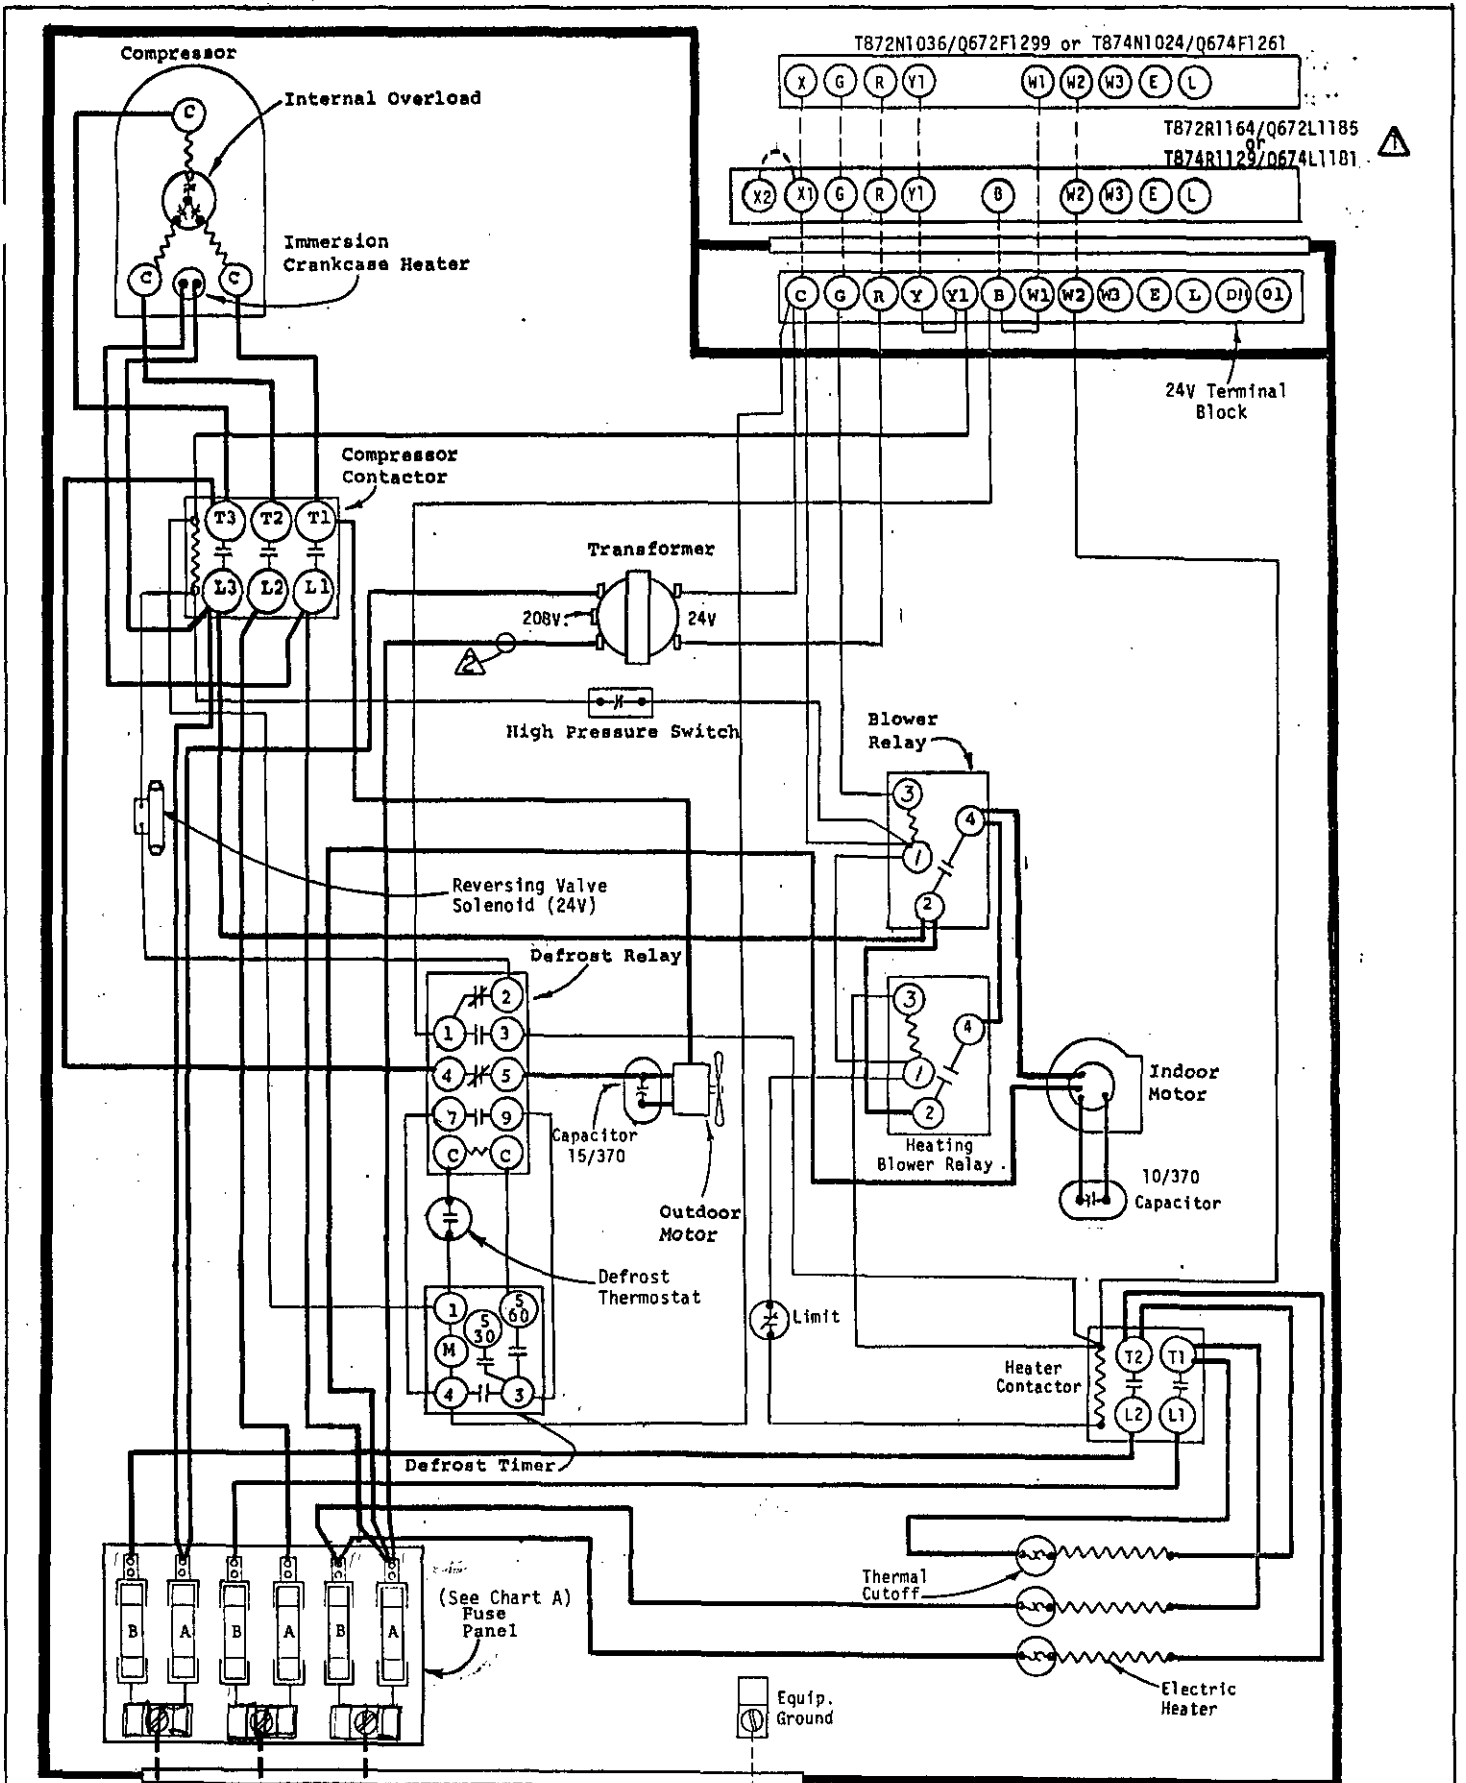 T872N1036/Q672F1299 or T874N1024/Q674F1261
Compressor
X G R Y1 W1 W2 W3 E L
C
Internal Overload
T872R1164/Q672L1185
or
T874R1129/Q674L1181
1
X2 X1 G R Y1 B W2 W3 E L
Immersion
Crankcase Heater
C C
C G R Y Y1 B W1 W2 W3 E L O1
24V Terminal
Block
Compressor
Contactor
T3 T2 T1
L3 L2 L1
Transformer
208V.
24V
2
High Pressure Switch
Blower
Relay
3
4
1
2
Reversing Valve
Solenoid (24V)
Defrost Relay
2
1 3
4 5
7 9
C C
3
4
1
2
Heating
Blower Relay
Indoor
Motor
Capacitor
15/370
10/370
Capacitor
Outdoor
Motor
Defrost
Thermostat
1
S
30
S
60
M
4 3
Limit
Heater
Contactor
T2 T1
L2 L1
Defrost Timer
(See Chart A)
Fuse
Panel
B A B A B A
Thermal
Cutoff
Electric
Heater
Equip.
Ground